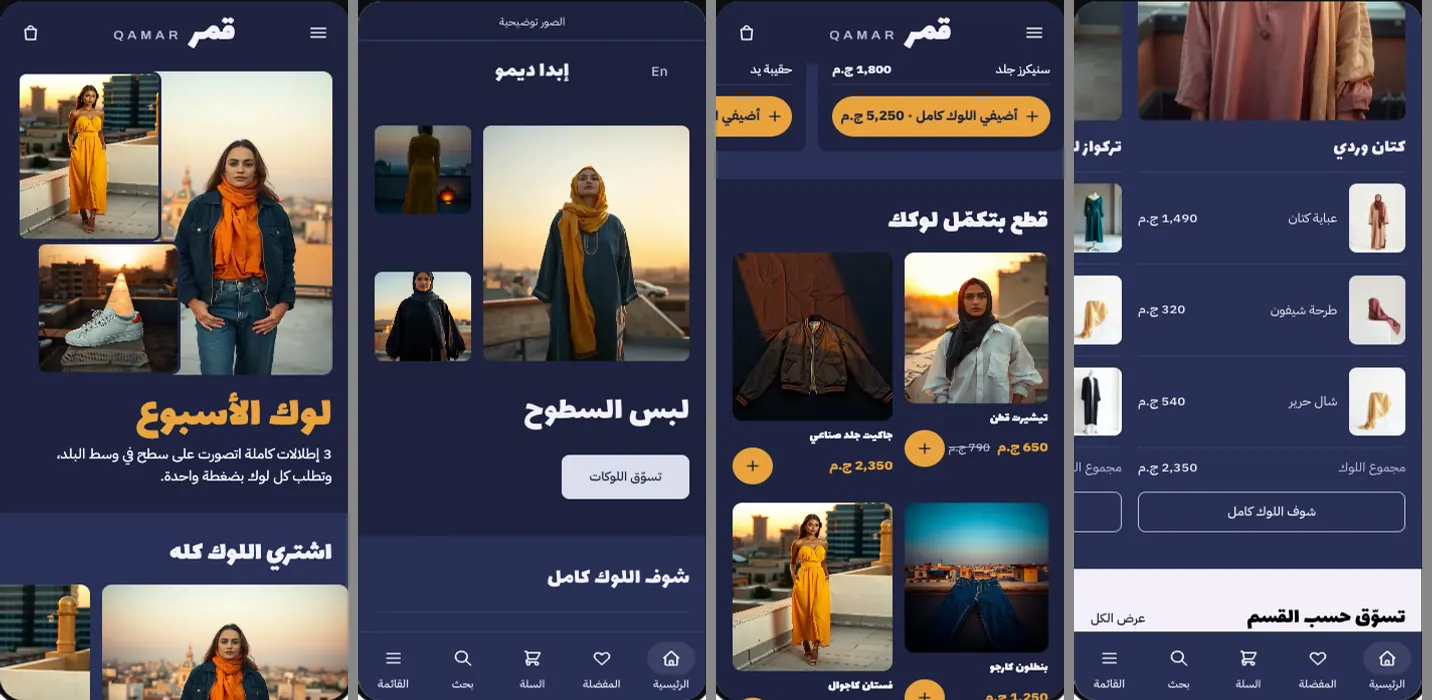 قمر QAMAR
لوك الأسبوع
3 إطلالات كاملة اتصورت على سطح في وسط البلد،
وتطلب كل لوك بضغطة واحدة.
اشتري اللوك كله
الصور توضيحية
إبدا ديمو
En
لبس السطوح
تسوّق اللوكات
شوف اللوك كامل
الرئيسية
المفضلة
السلة
بحث
القائمة
قمر QAMAR
سنيكرز جلد
1,800 ج.م
حقيبة يد
+ أضيفي اللوك كامل · 5,250 ج.م
+ أضيفي
قطع بتكمّل لوكك
تيشيرت قطن
650 ج.م 790 ج.م
+
جاكيت جلد صناعي
2,350 ج.م
+
بنطلون كارجو
1,250 ج.م
+
فستان كاجوال
كتان وردي
تركواز
عباية كتان
1,490 ج.م
طرحة شيفون
320 ج.م
شال حرير
540 ج.م
مجموع اللوك
2,350 ج.م
مجموع
شوف اللوك كامل
تسوّق حسب القسم
عرض الكل
الرئيسية
المفضلة
السلة
بحث
القائمة